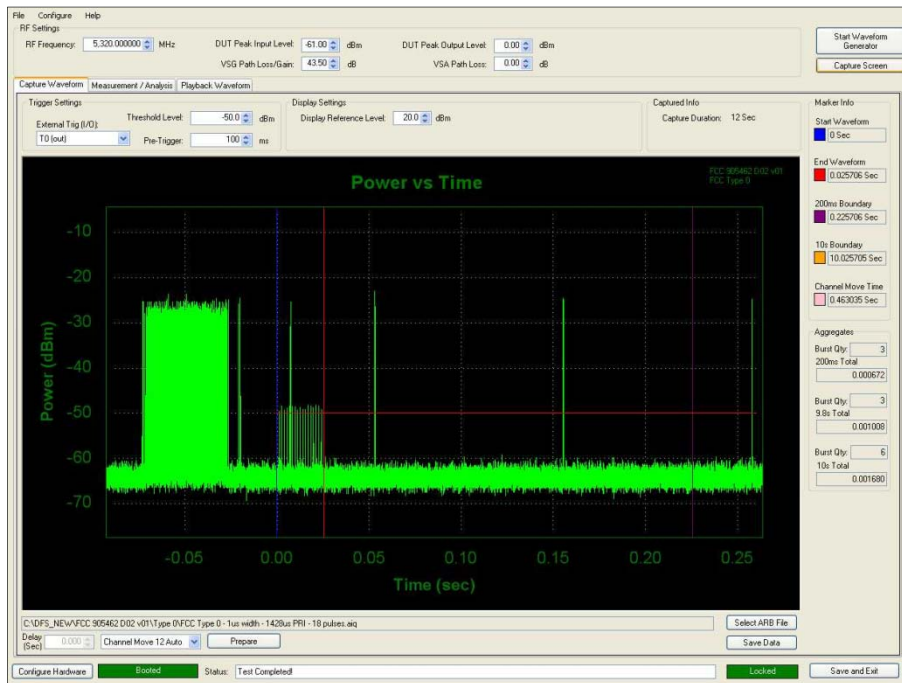 File Configure Help
RF Settings
RF Frequency: 5,320.000000 MHz DUT Peak Input Level: -61.00 dBm DUT Peak Output Level: 0.00 dBm
VSG Path Loss/Gain: 43.50 dB VSA Path Loss: 0.00 dB
Start Waveform Generator
Capture Screen
Capture Waveform Measurement / Analysis Playback Waveform
Trigger Settings
External Trig (I/O): Threshold Level: -50.0 dBm
T0 (out) Pre-Trigger: 100 ms
Display Settings
Display Reference Level: 20.0 dBm
Captured Info
Capture Duration: 12 Sec
Marker Info
Start Waveform
0 Sec
End Waveform
0.025706 Sec
200ms Boundary
0.225706 Sec
10s Boundary
10.025705 Sec
Channel Move Time
0.463035 Sec
Aggregates
Burst Qty: 3
200ms Total
0.000672
Burst Qty: 3
9.8s Total
0.001008
Burst Qty: 6
10s Total
0.001680
Power vs Time
FCC 905462 D02 v01
FCC Type 0
Power (dBm)
-10
-20
-30
-40
-50
-60
-70
-0.05 0.00 0.05 0.10 0.15 0.20 0.25
Time (sec)
C:\DFS_NEW\FCC 905462 D02 v01\Type 0\FCC Type 0 - 1us width - 1428us PRI - 18 pulses.aiq
Select ARB File
Delay (Sec) 0.000 Channel Move 12 Auto Prepare
Save Data
Configure Hardware Booted Status: Test Completed! Locked Save and Exit